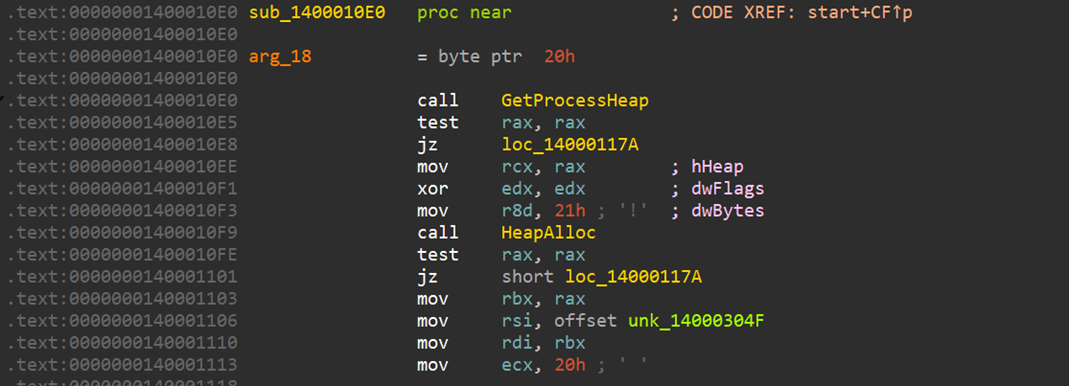 .text:00000001400010E0 sub_1400010E0 proc near ; CODE XREF: start+CF↑p
.text:00000001400010E0
.text:00000001400010E0 arg_18 = byte ptr 20h
.text:00000001400010E0
.text:00000001400010E0 call GetProcessHeap
.text:00000001400010E5 test rax, rax
.text:00000001400010E8 jz loc_14000117A
.text:00000001400010EE mov rcx, rax ; hHeap
.text:00000001400010F1 xor edx, edx ; dwFlags
.text:00000001400010F3 mov r8d, 21h ; '!' ; dwBytes
.text:00000001400010F9 call HeapAlloc
.text:00000001400010FE test rax, rax
.text:0000000140001101 jz short loc_14000117A
.text:0000000140001103 mov rbx, rax
.text:0000000140001106 mov rsi, offset unk_14000304F
.text:0000000140001110 mov rdi, rbx
.text:0000000140001113 mov ecx, 20h ; ' '
.text:0000000140001118